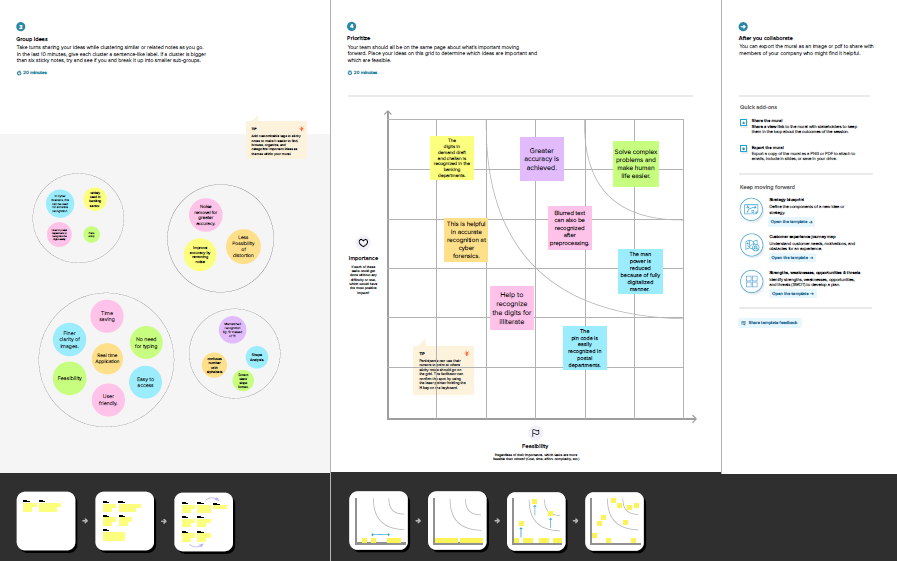 3
Group ideas
Take turns sharing your ideas while clustering similar or related notes as you go.
In the last 10 minutes, give each cluster a sentence-like label. If a cluster is bigger
than six sticky notes, try and see if you and break it up into smaller sub-groups.
20 minutes
TIP
Add customizable tags to sticky
notes to make it easier to find,
browse, organize, and
categorize important ideas as
themes within your mural.
Noise
removal for
greater
accuracy.
Improve
accuracy by
removing
noise
Less
Possibility
of
distortion
Time
saving
Finer
clarity of
images.
No need
for typing
Real time
Application
Feasibility
Easy to
access
User
friendly.
Shape
Analysis.
4
Prioritize
Your team should all be on the same page about what's important moving
forward. Place your ideas on this grid to determine which ideas are important and
which are feasible.
20 minutes
Importance
If each of these
tasks could get
done without any
difficulty or cost,
which would have
the most positive
impact?
The
digits in
demand draft
and challan is
recognized in the
banking
departments.
Greater
accuracy is
achieved.
Solve complex
problems and
make human
life easier.
This is helpful
in accurate
recognition at
cyber
forensics.
Blurred text
can also be
recognized
after
preprocessing.
The man
power is
reduced
because of fully
digitalized
manner.
Help to
recognize
the digits for
illiterate
The
pin code is
easily
recognized in
postal
departments.
TIP
Participants can use their
cursors to point at where
sticky notes should go on
the grid. The facilitator can
confirm the spot by using
the laser pointer holding the
H key on the keyboard.
Feasibility
Regardless of their importance, which tasks are more
feasible than others? (Cost, time, effort, complexity, etc.)
After you collaborate
You can export the mural as an image or pdf to share with
members of your company who might find it helpful.
Quick add-ons
Share the mural
Share a view link to the mural with stakeholders to keep
them in the loop about the outcomes of the session.
Export the mural
Export a copy of the mural as a PNG or PDF to attach to
emails, include in slides, or save in your drive.
Keep moving forward
Strategy blueprint
Define the components of a new idea or
strategy.
Open the template →
Customer experience journey map
Understand customer needs, motivations, and
obstacles for an experience.
Open the template →
Strengths, weaknesses, opportunities & threats
Identify strengths, weaknesses, opportunities,
and threats (SWOT) to develop a plan.
Open the template →
Share template feedback